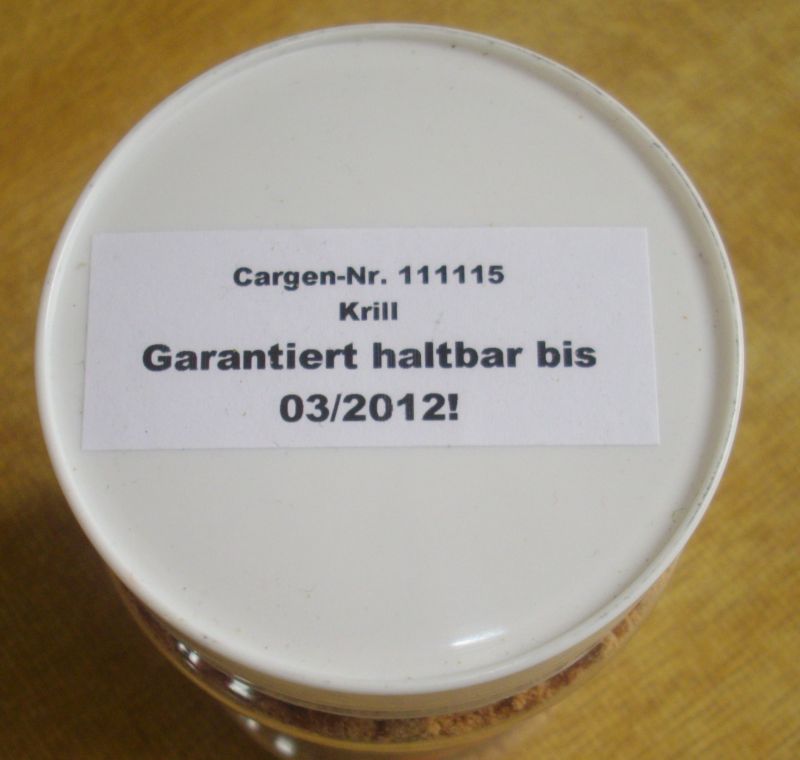 Cargen-Nr. 111115
Krill
Garantiert haltbar bis
03/2012!